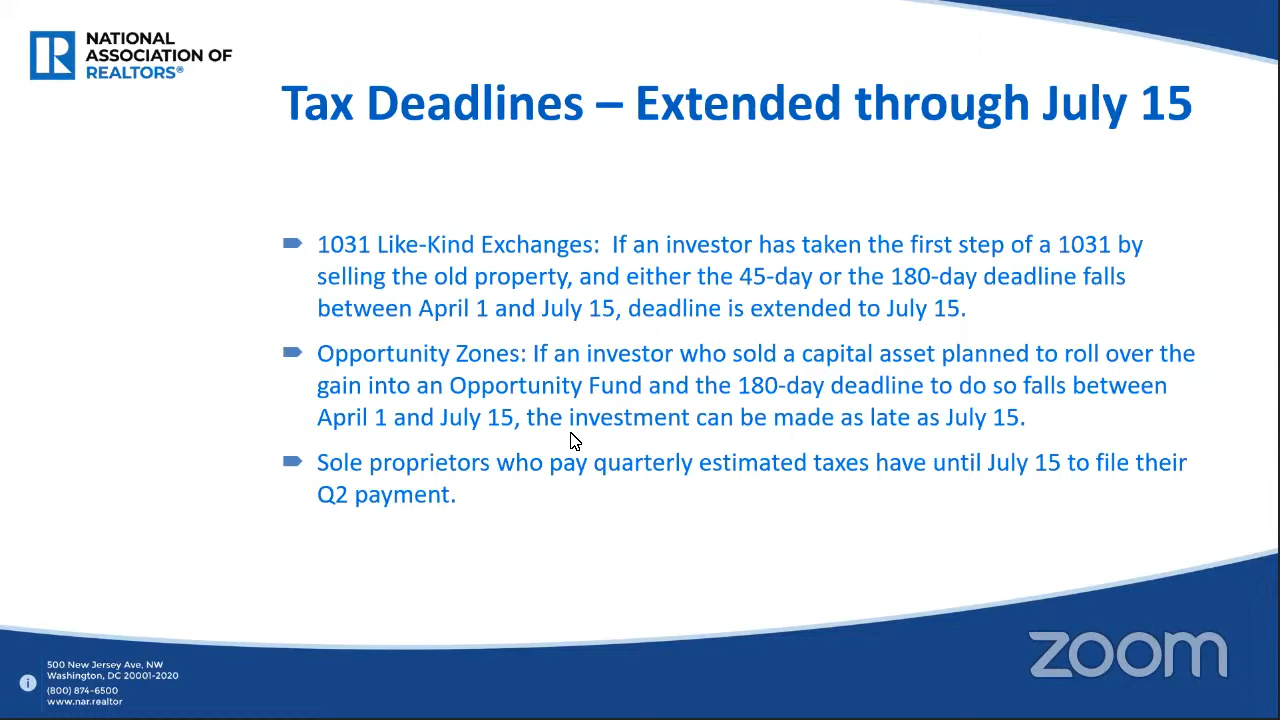 NATIONAL
ASSOCIATION OF
REALTORS®
Tax Deadlines – Extended through July 15
1031 Like-Kind Exchanges:  If an investor has taken the first step of a 1031 by
selling the old property, and either the 45-day or the 180-day deadline falls
between April 1 and July 15, deadline is extended to July 15.
Opportunity Zones: If an investor who sold a capital asset planned to roll over the
gain into an Opportunity Fund and the 180-day deadline to do so falls between
April 1 and July 15, the investment can be made as late as July 15.
Sole proprietors who pay quarterly estimated taxes have until July 15 to file their
Q2 payment.
500 New Jersey Ave, NW
Washington, DC 20001-2020
(800) 874-6500
www.nar.realtor
zoom